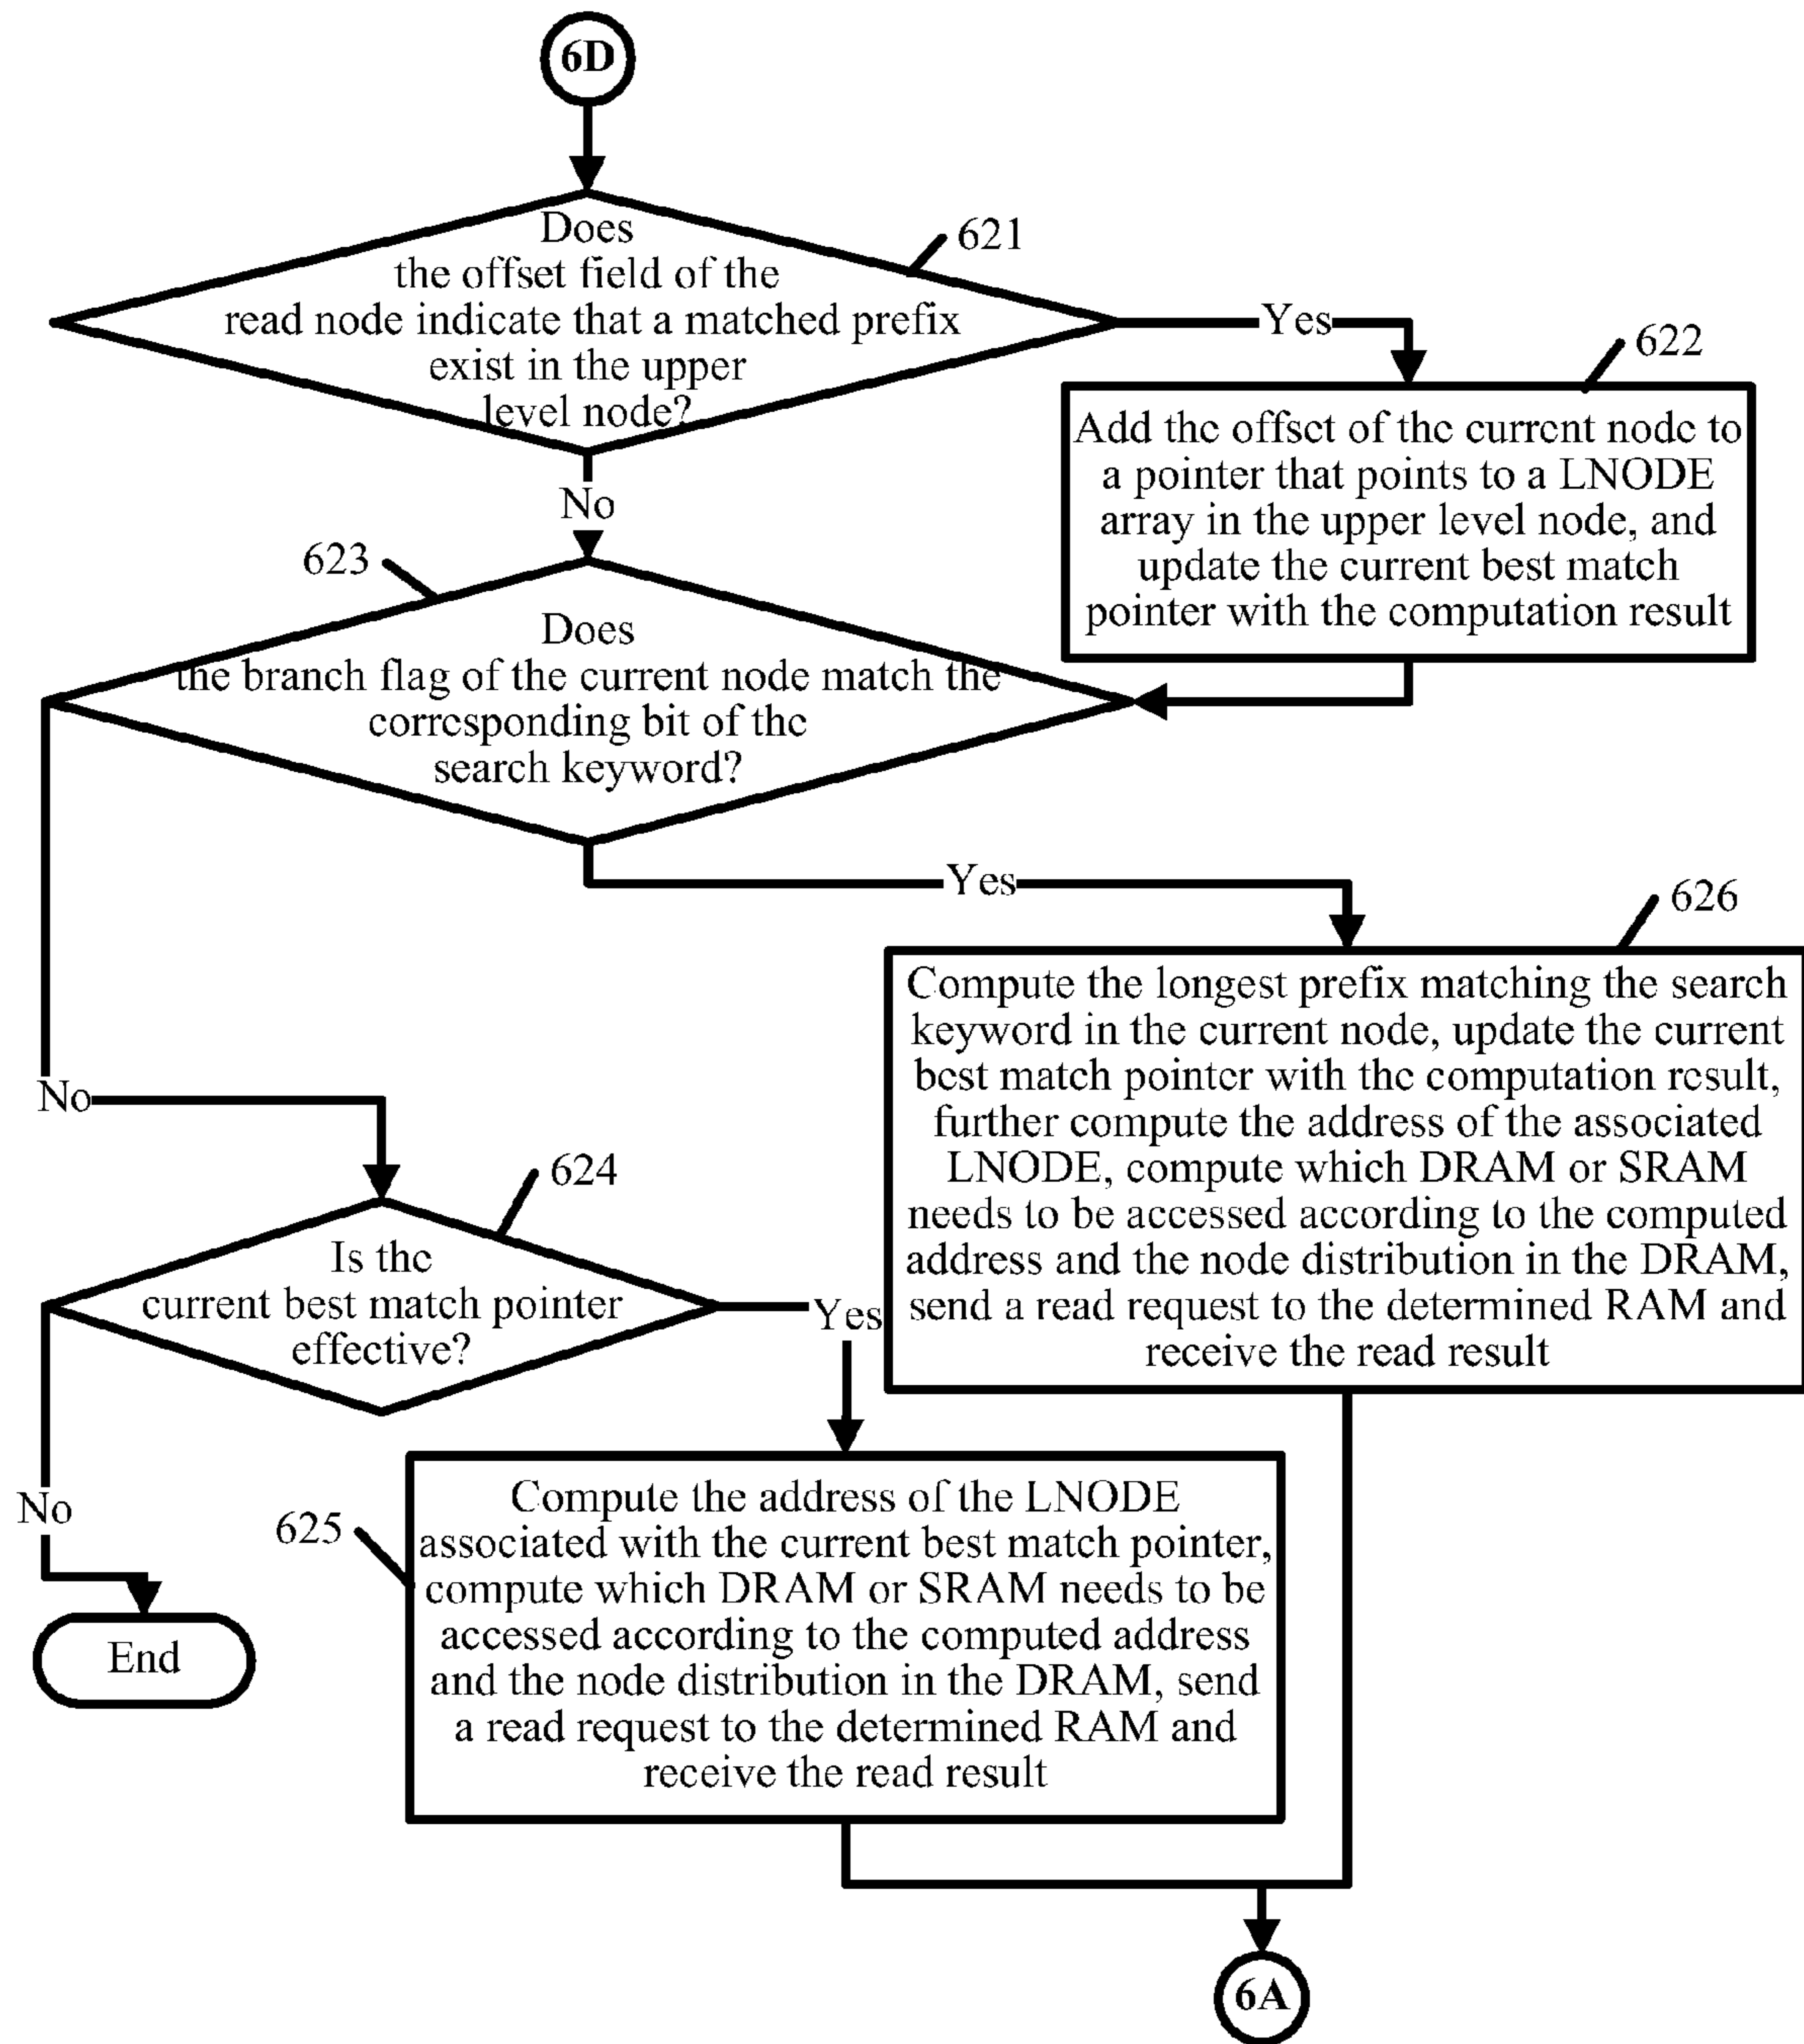 6D
Does
the offset field of the
read node indicate that a matched prefix
exist in the upper
level node?
621
Yes
622
Add the offset of the current node to
a pointer that points to a LNODE
array in the upper level node, and
update the current best match
pointer with the computation result
No
623
Does
the branch flag of the current node match the
corresponding bit of the
search keyword?
Yes
626
Compute the longest prefix matching the search
keyword in the current node, update the current
best match pointer with the computation result,
further compute the address of the associated
LNODE, compute which DRAM or SRAM
needs to be accessed according to the computed
address and the node distribution in the DRAM,
send a read request to the determined RAM and
receive the read result
No
624
Is the
current best match pointer
effective?
Yes
No
625
Compute the address of the LNODE
associated with the current best match pointer,
compute which DRAM or SRAM needs to be
accessed according to the computed address
and the node distribution in the DRAM, send
a read request to the determined RAM and
receive the read result
End
6A